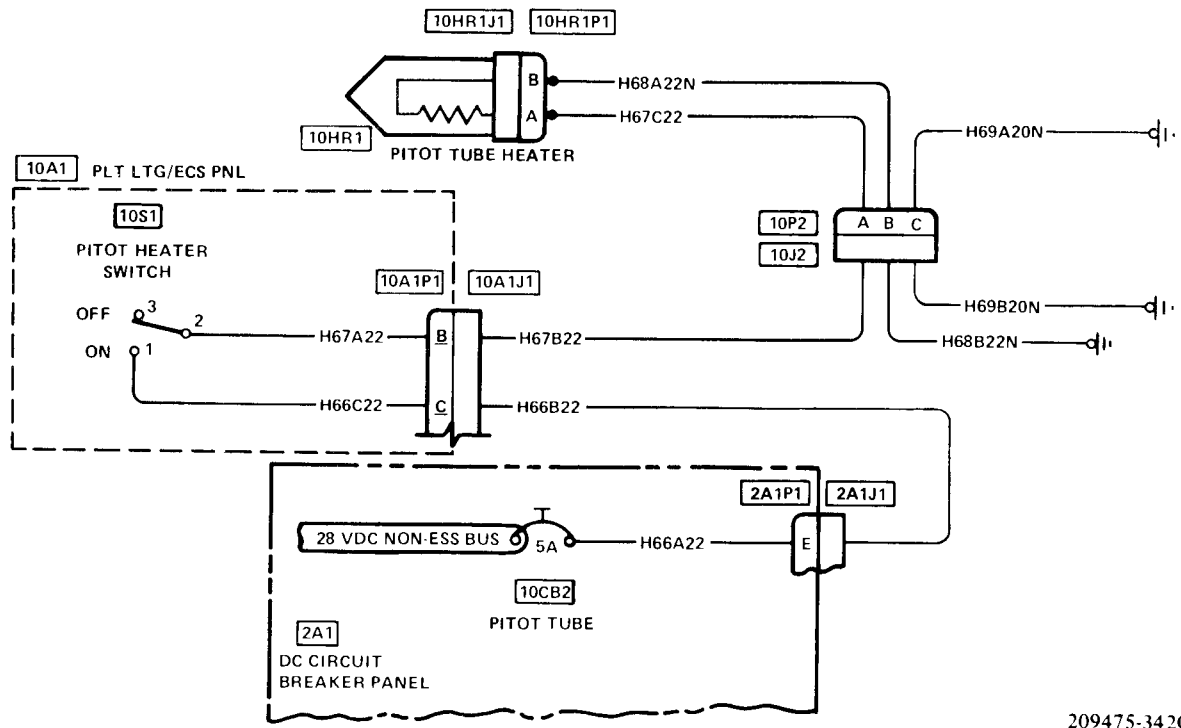 10HR1J1 10HR1P1
B H68A22N
A H67C22
10HR1
PITOT TUBE HEATER
H69A20N
10A1 PLT LTG/ECS PNL
10S1
PITOT HEATER
SWITCH
10P2 A B C
10J2
10A1P1 10A1J1
OFF 3
2
H67A22 B H67B22
H69B20N
H68B22N
ON 1
H66C22 C H66B22
2A1P1 2A1J1
28 VDC NON-ESS BUS 5A H66A22 E
10CB2
PITOT TUBE
2A1
DC CIRCUIT
BREAKER PANEL